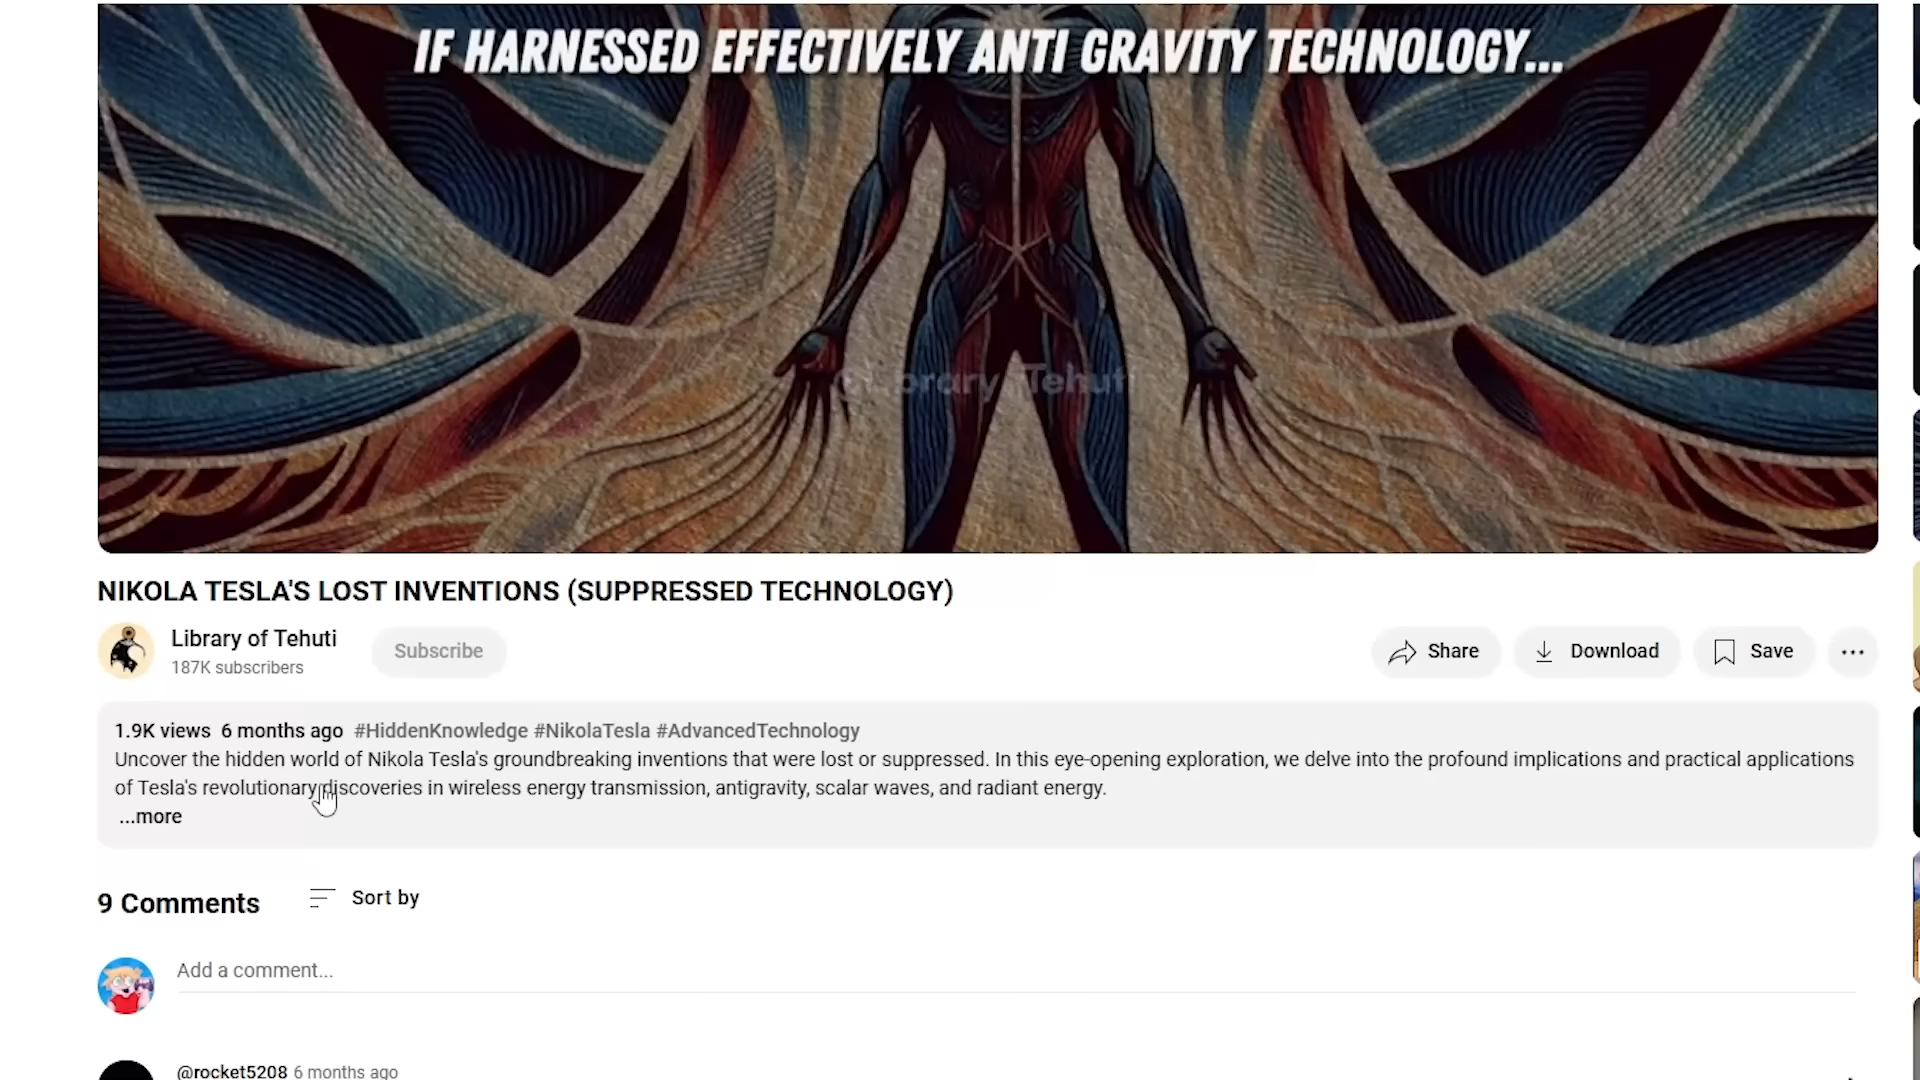 IF HARNESSED EFFECTIVELY ANTI GRAVITY TECHNOLOGY...
NIKOLA TESLA'S LOST INVENTIONS (SUPPRESSED TECHNOLOGY)
Library of Tehuti
187K subscribers
Subscribe
Share
Download
Save
1.9K views 6 months ago #HiddenKnowledge #NikolaTesla #AdvancedTechnology
Uncover the hidden world of Nikola Tesla's groundbreaking inventions that were lost or suppressed. In this eye-opening exploration, we delve into the profound implications and practical applications
of Tesla's revolutionary discoveries in wireless energy transmission, antigravity, scalar waves, and radiant energy.
...more
9 Comments
Sort by
Add a comment...
@rocket5208 6 months ago